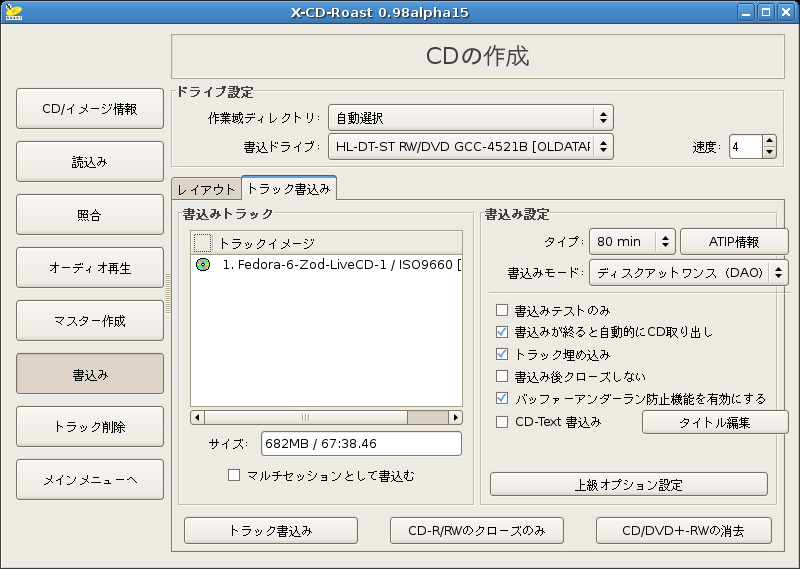 X-CD-Roast 0.98alpha15
CDの作成
CD/イメージ情報
読込み
照合
オーディオ再生
マスター作成
書込み
トラック削除
メインメニューへ
ドライブ設定
作業域ディレクトリ: 自動選択
書込ドライブ: HL-DT-ST RW/DVD GCC-4521B [OLDATAF 速度: 4
レイアウト トラック書込み
書込みトラック
トラックイメージ
1. Fedora-6-Zod-LiveCD-1 / ISO9660 [
サイズ: 682MB / 67:38.46
マルチセッションとして書込む
書込み設定
タイプ: 80 min ATIP情報
書込みモード: ディスクアットワンス（DAO）
書込みテストのみ
書込みが終ると自動的にCD取り出し
トラック埋め込み
書込み後クローズしない
バッファーアンダーラン防止機能を有効にする
CD-Text 書込み タイトル編集
上級オプション設定
トラック書込み CD-R/RWのクローズのみ CD/DVD+-RWの消去